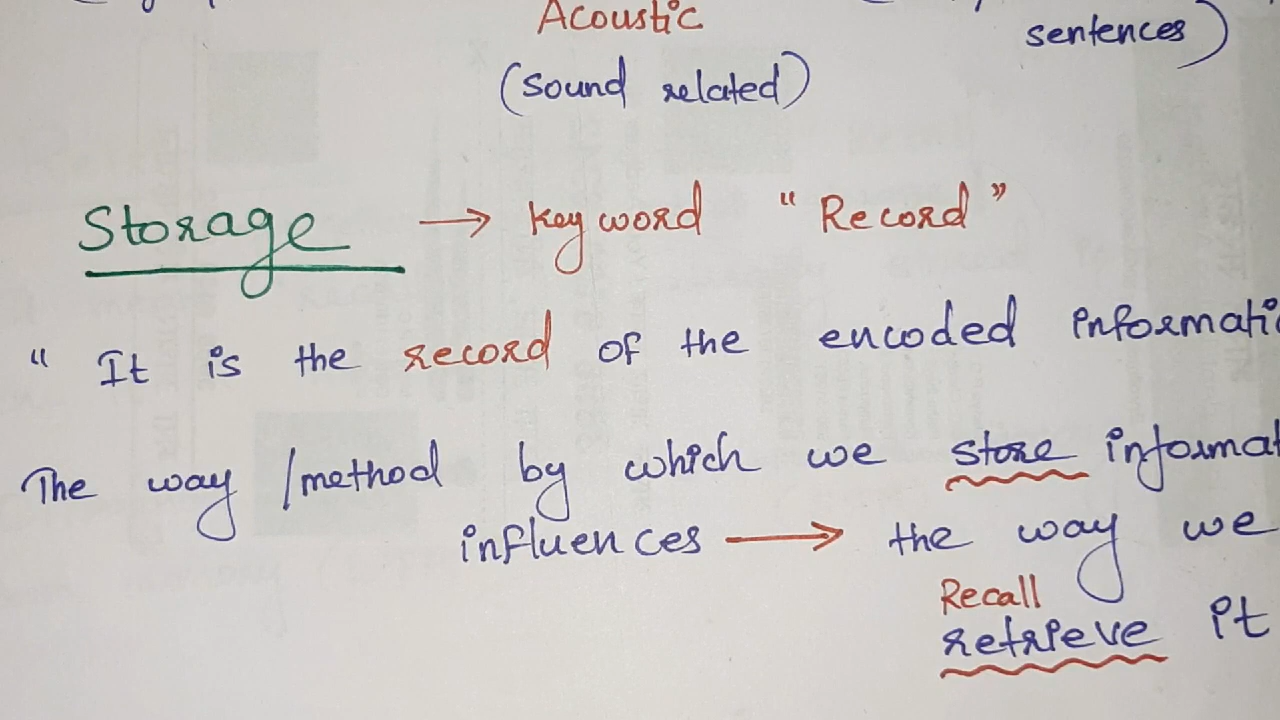 Acoustic
sentences)
(sound related)
Storage → key word " Record "
" It is the record of the encoded informati
The way /method by which we store informat
influences → the way we
Recall
retrieve it